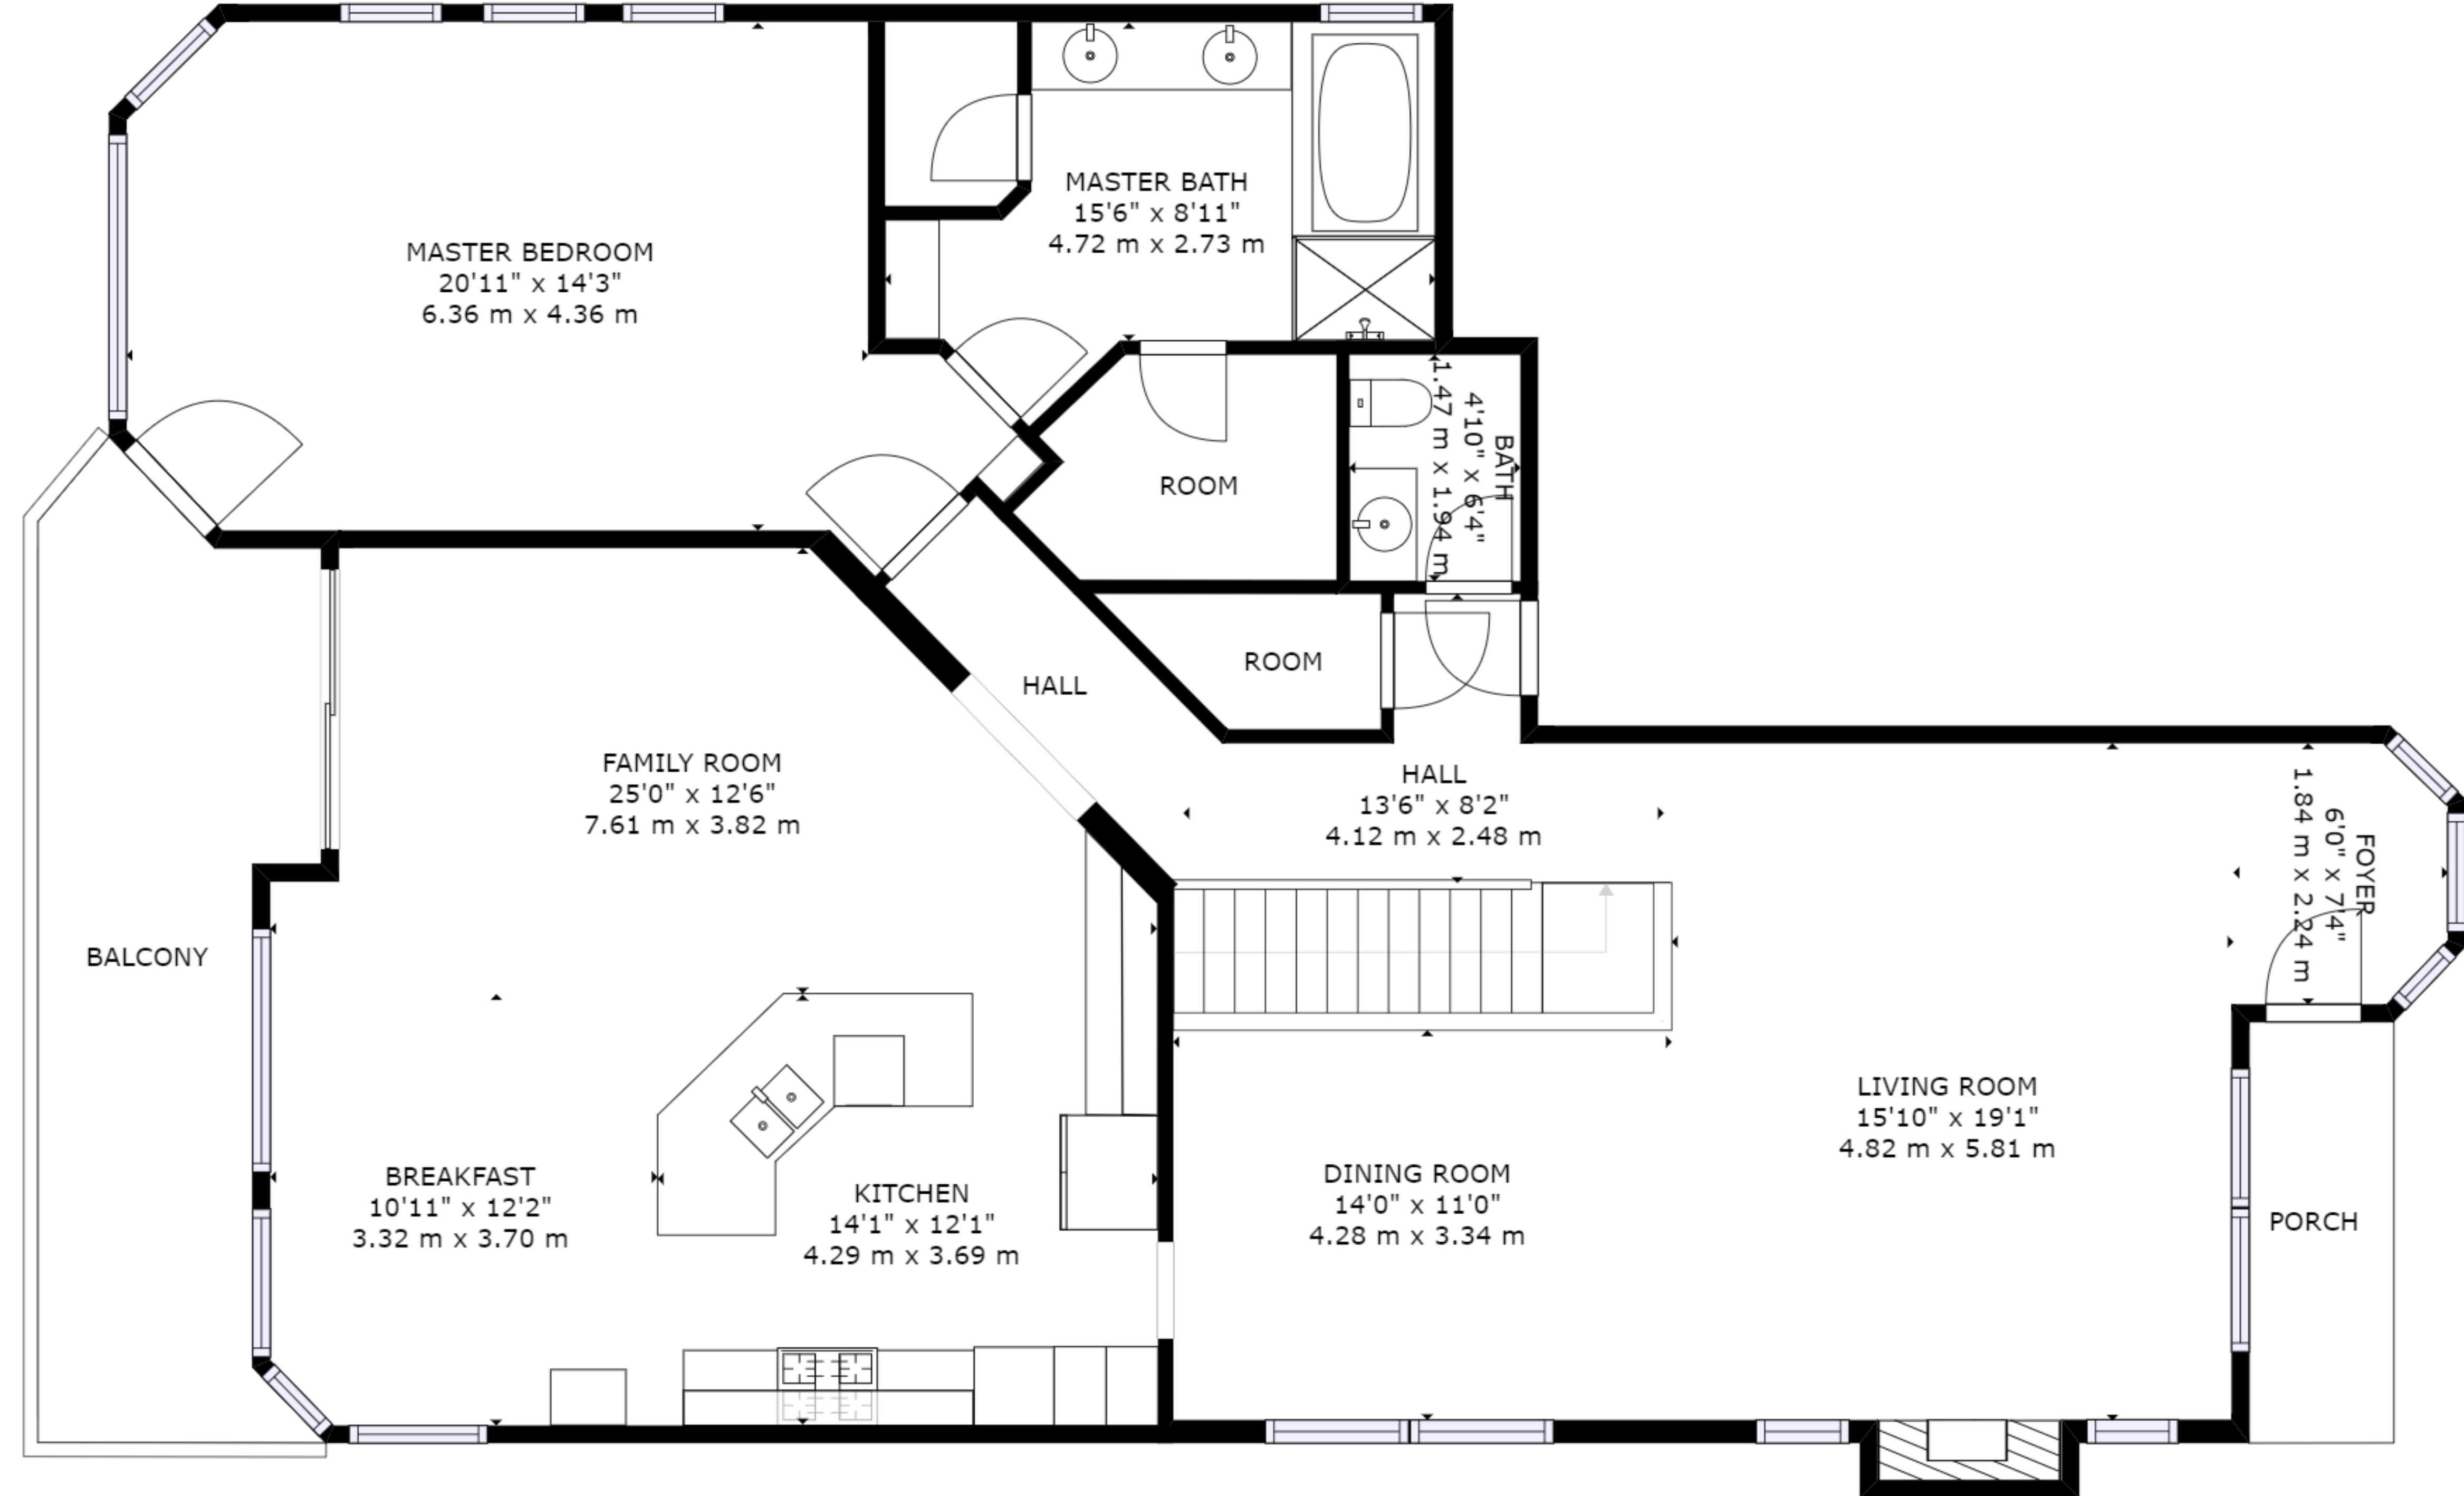 MASTER BATH
15'6" x 8'11"
4.72 m x 2.73 m
MASTER BEDROOM
20'11" x 14'3"
6.36 m x 4.36 m
BATH
4'10" x 6'4"
1.47 m x 1.94 m
ROOM
ROOM
HALL
FAMILY ROOM
25'0" x 12'6"
7.61 m x 3.82 m
HALL
13'6" x 8'2"
4.12 m x 2.48 m
FOYER
6'0" x 7'4"
1.84 m x 2.24 m
BALCONY
LIVING ROOM
15'10" x 19'1"
4.82 m x 5.81 m
BREAKFAST
10'11" x 12'2"
3.32 m x 3.70 m
KITCHEN
14'1" x 12'1"
4.29 m x 3.69 m
DINING ROOM
14'0" x 11'0"
4.28 m x 3.34 m
PORCH